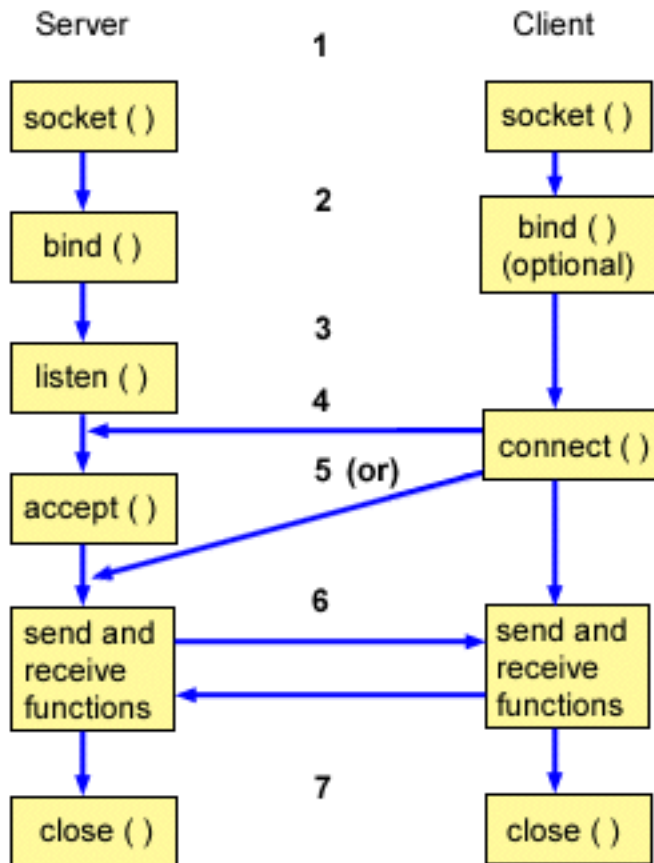 Server
1
Client
socket ( )
socket ( )
2
bind ( )
bind ( )
(optional)
3
listen ( )
4
connect ( )
5 (or)
accept ( )
6
send and
receive
functions
send and
receive
functions
7
close ( )
close ( )